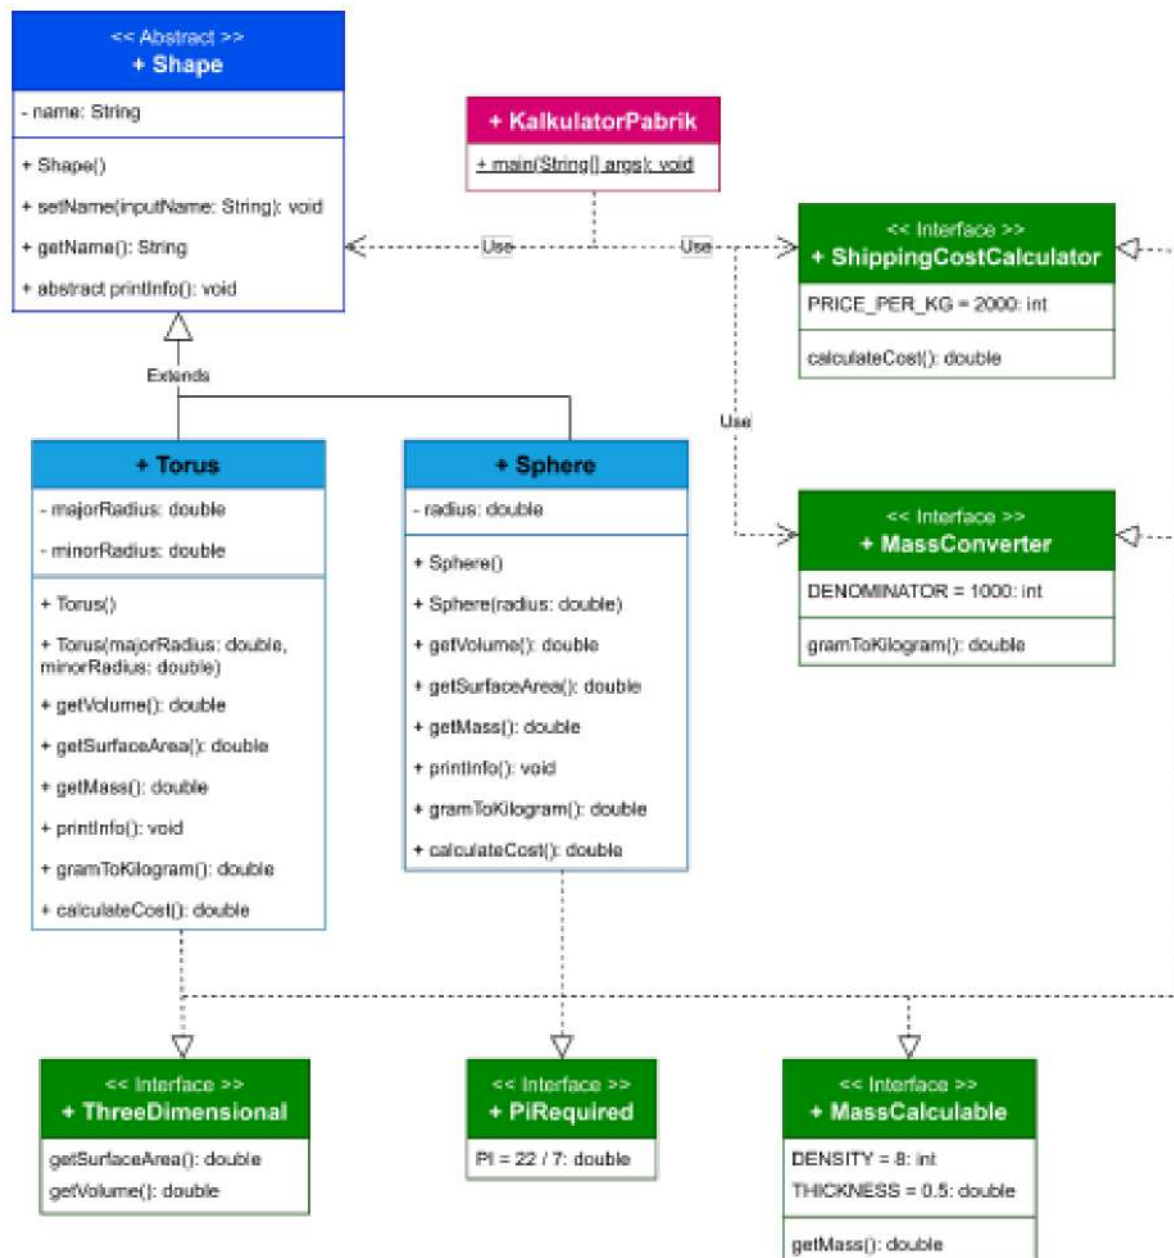 << Abstract >>
+ Shape
- name: String
+ Shape()
+ setName(inputName: String): void
+ getName(): String
+ abstract printInfo(): void
+ KalkulatorPabrik
+ main(String[] args): void
Use
Use
<< Interface >>
+ ShippingCostCalculator
PRICE_PER_KG = 2000: int
calculateCost(): double
Extends
Use
+ Torus
- majorRadius: double
- minorRadius: double
+ Torus()
+ Torus(majorRadius: double,
minorRadius: double)
+ getVolume(): double
+ getSurfaceArea(): double
+ getMass(): double
+ printInfo(): void
+ gramToKilogram(): double
+ calculateCost(): double
+ Sphere
- radius: double
+ Sphere()
+ Sphere(radius: double)
+ getVolume(): double
+ getSurfaceArea(): double
+ getMass(): double
+ printInfo(): void
+ gramToKilogram(): double
+ calculateCost(): double
<< Interface >>
+ MassConverter
DENOMINATOR = 1000: int
gramToKilogram(): double
<< Interface >>
+ ThreeDimensional
getSurfaceArea(): double
getVolume(): double
<< Interface >>
+ PiRequired
PI = 22 / 7: double
<< Interface >>
+ MassCalculable
DENSITY = 8: int
THICKNESS = 0.5: double
getMass(): double